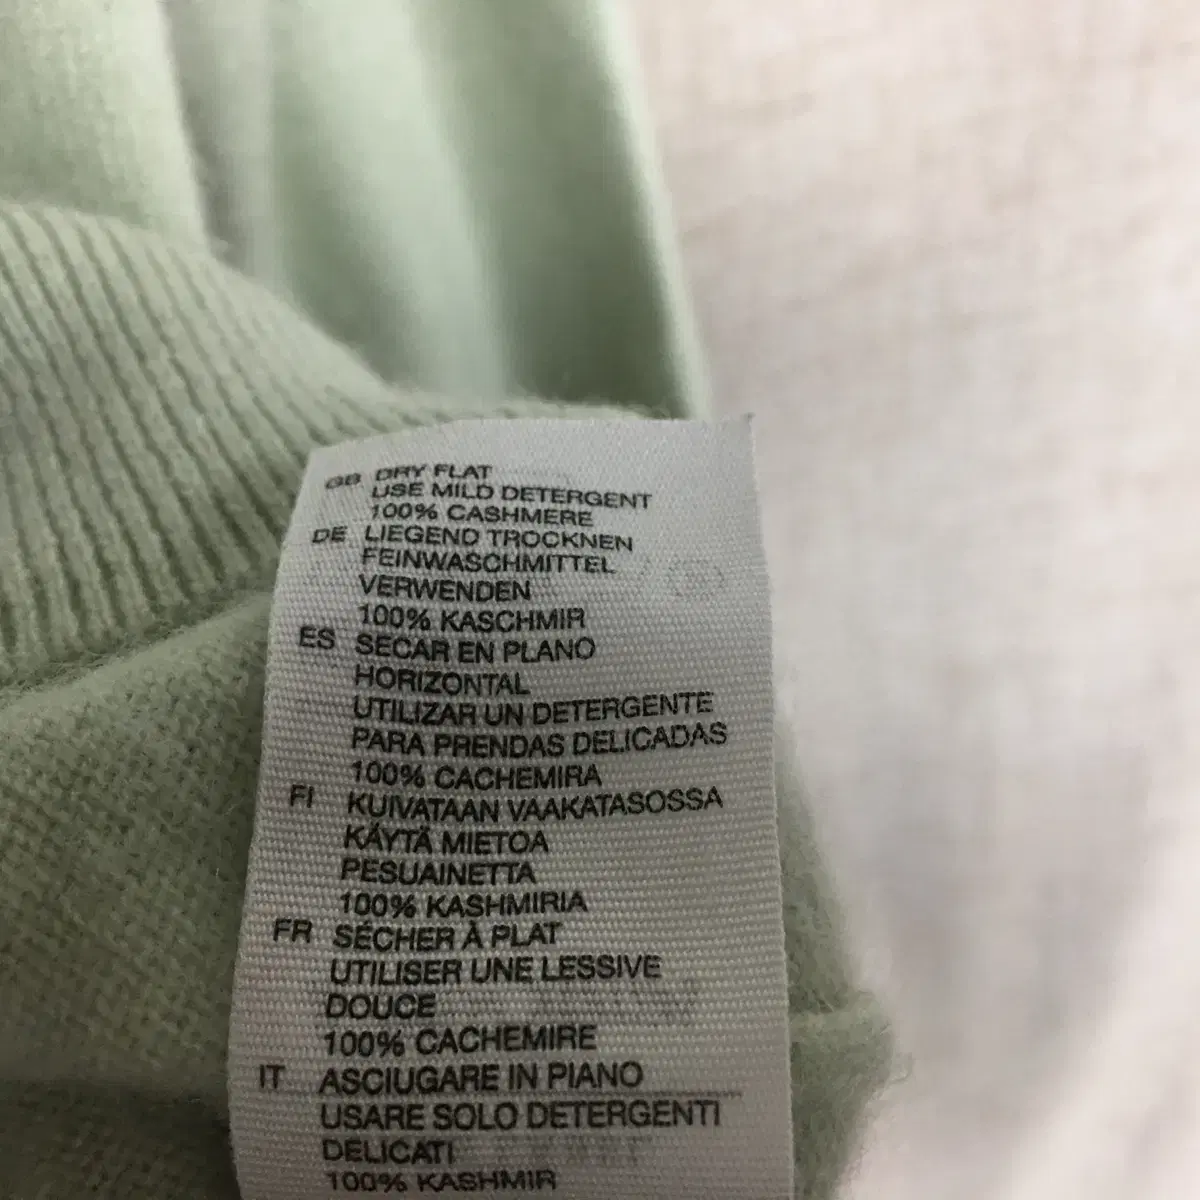 GB DRY FLAT
USE MILD DETERGENT
100% CASHMERE
DE LIEGEND TROCKNEN
FEINWASCHMITTEL
VERWENDEN
100% KASCHMIR
ES SECAR EN PLANO
HORIZONTAL
UTILIZAR UN DETERGENTE
PARA PRENDAS DELICADAS
100% CACHEMIRA
FI KUIVATAAN VAAKATASOSSA
KÄYTÄ MIETOA
PESUAINETTA
100% KASHMIRIA
FR SÉCHER À PLAT
UTILISER UNE LESSIVE
DOUCE
100% CACHEMIRE
IT ASCIUGARE IN PIANO
USARE SOLO DETERGENTI
DELICATI
100% KASHMIR